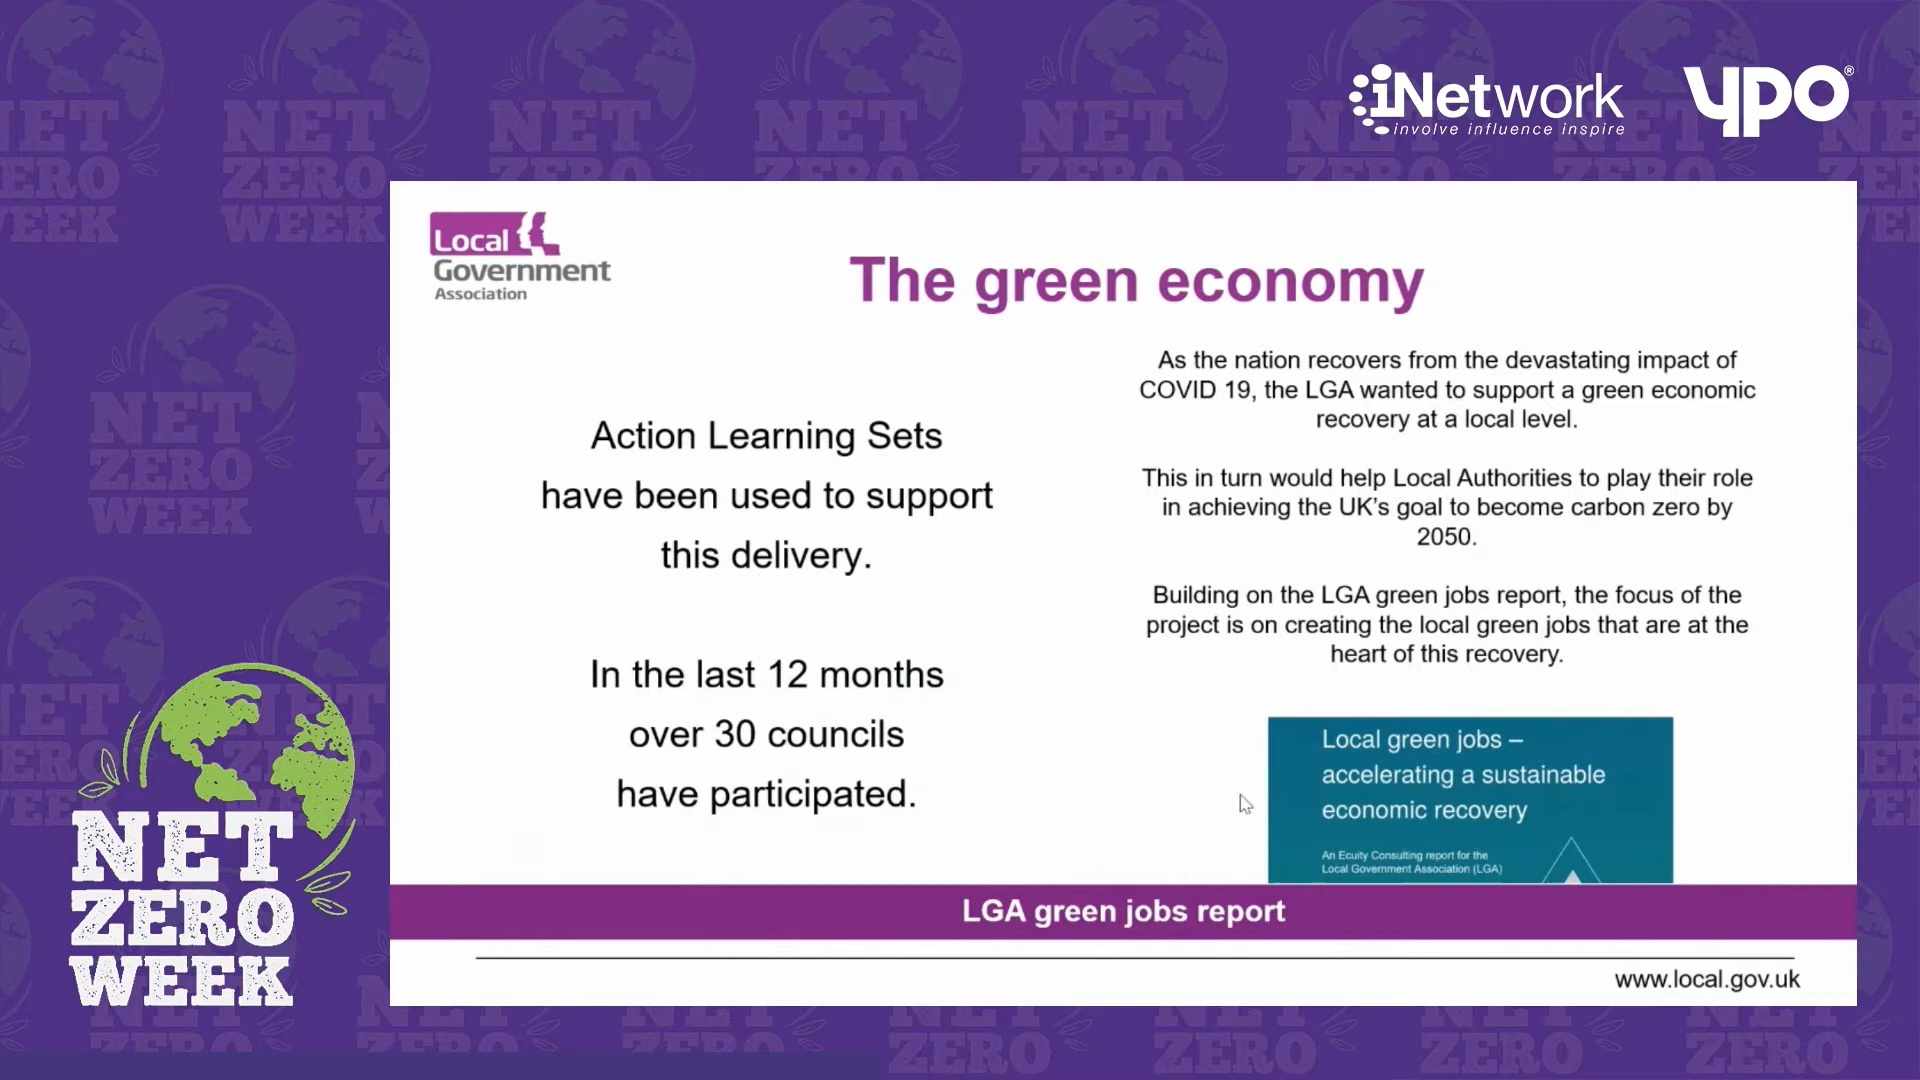 iNetwork
involve influence inspire
YPO®
Local
Government
Association
The green economy
Action Learning Sets
have been used to support
this delivery.
In the last 12 months
over 30 councils
have participated.
As the nation recovers from the devastating impact of
COVID 19, the LGA wanted to support a green economic
recovery at a local level.
This in turn would help Local Authorities to play their role
in achieving the UK’s goal to become carbon zero by
2050.
Building on the LGA green jobs report, the focus of the
project is on creating the local green jobs that are at the
heart of this recovery.
Local green jobs –
accelerating a sustainable
economic recovery
An Ecuity Consulting report for the
Local Government Association (LGA)
LGA green jobs report
www.local.gov.uk
NET
ZERO
WEEK